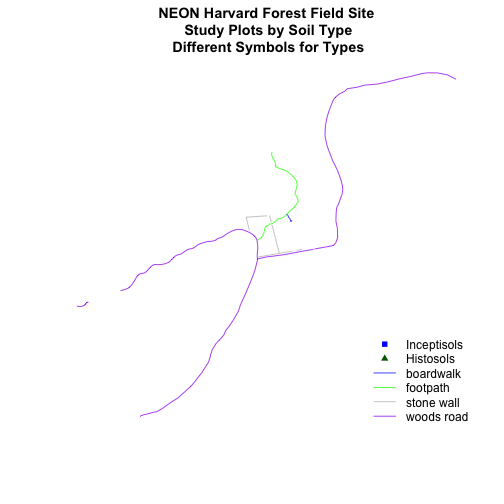 NEON Harvard Forest Field Site
Study Plots by Soil Type
Different Symbols for Types
Inceptisols
Histosols
boardwalk
footpath
stone wall
woods road